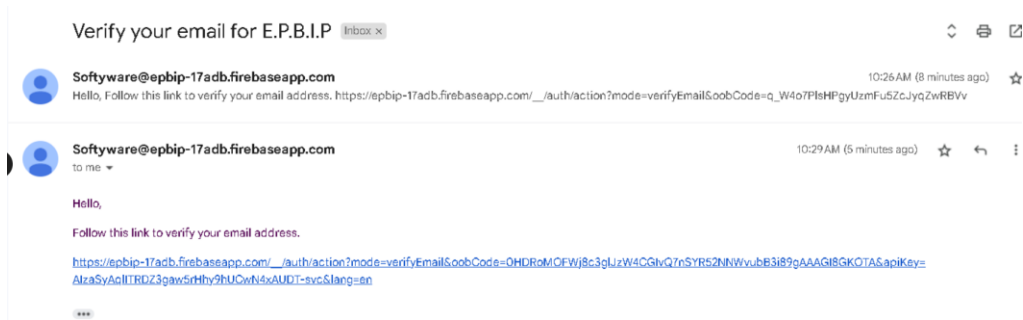 Verify your email for E.P.B.I.P Inbox ×
Softyware@epbip-17adb.firebaseapp.com 10:26 AM (8 minutes ago)
Hello, Follow this link to verify your email address. https://epbip-17adb.firebaseapp.com/__/auth/action?mode=verifyEmail&oobCode=q_W4o7PlsHPgyUzmFu5ZcJyqZwRBVv
Softyware@epbip-17adb.firebaseapp.com 10:29 AM (5 minutes ago)
to me
Hello,
Follow this link to verify your email address.
https://epbip-17adb.firebaseapp.com/__/auth/action?mode=verifyEmail&oobCode=0HDRoMOFWj8c3glJzW4CGIvQ7nSYR52NNWvubB3i89gAAAGI8GKOTA&apiKey=
AIzaSyAqlITRDZ3gaw5rHhy9hUCwN4xAUDT-svc&lang=en